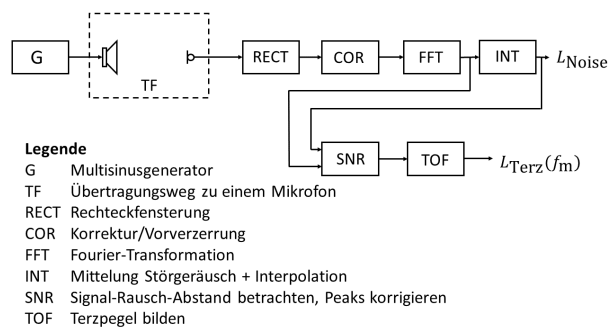 G
TF
RECT
COR
FFT
INT
L_Noise
SNR
TOF
L_Terz(f_m)
Legende
G Multisinusgenerator
TF Übertragungsweg zu einem Mikrofon
RECT Rechteckfensterung
COR Korrektur/Vorverzerrung
FFT Fourier-Transformation
INT Mittelung Störgeräusch + Interpolation
SNR Signal-Rausch-Abstand betrachten, Peaks korrigieren
TOF Terzpegel bilden